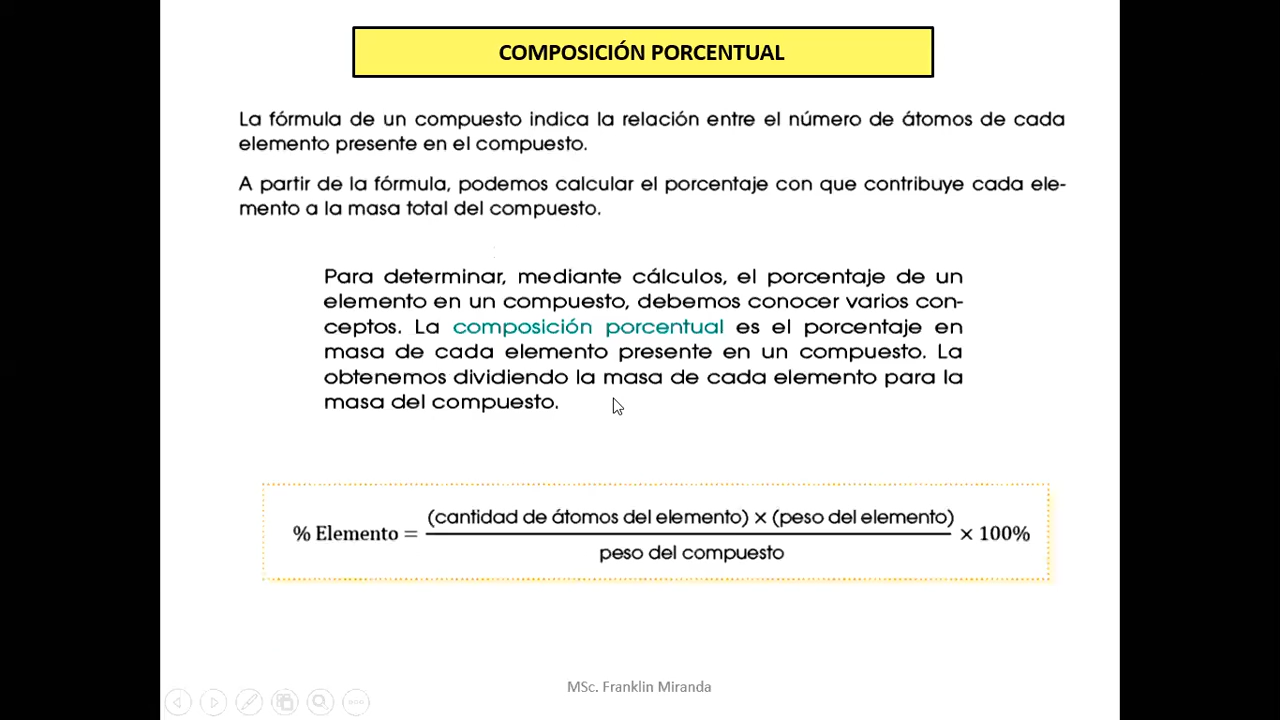 COMPOSICIÓN PORCENTUAL
La fórmula de un compuesto indica la relación entre el número de átomos de cada
elemento presente en el compuesto.
A partir de la fórmula, podemos calcular el porcentaje con que contribuye cada ele-
mento a la masa total del compuesto.
Para determinar, mediante cálculos, el porcentaje de un
elemento en un compuesto, debemos conocer varios con-
ceptos. La composición porcentual es el porcentaje en
masa de cada elemento presente en un compuesto. La
obtenemos dividiendo la masa de cada elemento para la
masa del compuesto.
(cantidad de átomos del elemento) × (peso del elemento)
% Elemento = × 100%
peso del compuesto
MSc. Franklin Miranda